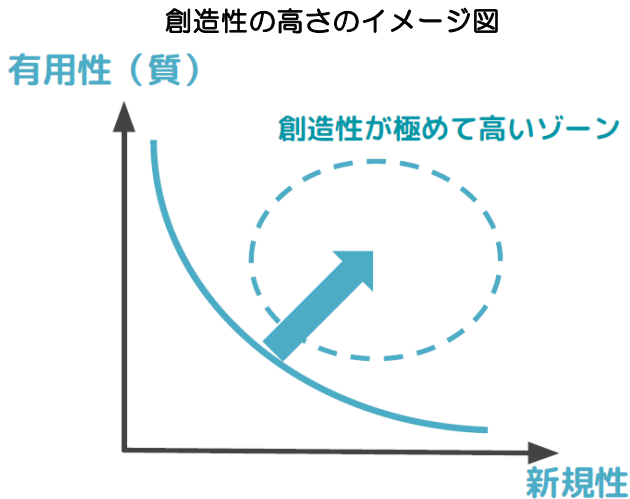 創造性の高さのイメージ図
有用性（質）
創造性が極めて高いゾーン
新規性